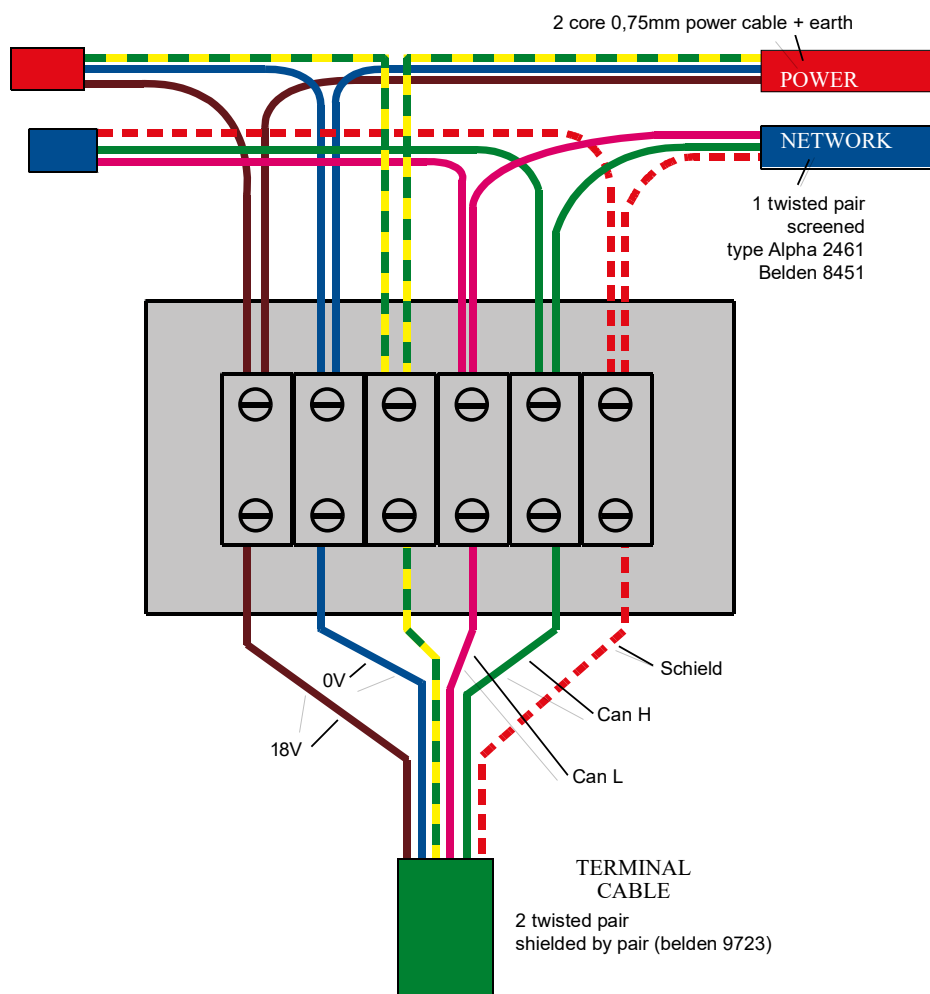 2 core 0,75mm power cable + earth
POWER
NETWORK
1 twisted pair
screened
type Alpha 2461
Belden 8451
Schield
0V
Can H
18V
Can L
TERMINAL
CABLE
2 twisted pair
shielded by pair (belden 9723)